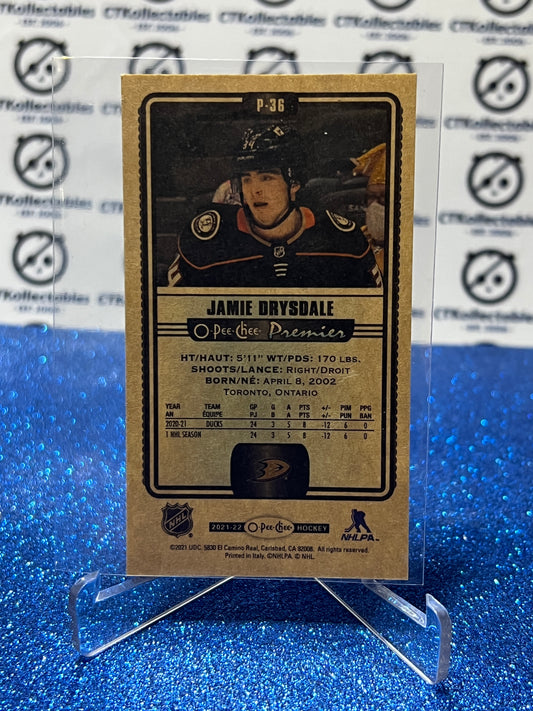 CTKollectables
EST 2020
P-36
JAMIE DRYSDALE
O-Pee-Chee Premier
HT/HAUT: 5'11" WT/PDS: 170 LBS.
SHOOTS/LANCE: RIGHT/DROIT
BORN/NÉ: APRIL 8, 2002
TORONTO, ONTARIO
YEAR TEAM GP G A PTS +/- PIM PPG
AN ÉQUIPE PJ B A PTS +/- PUN BAN
2020-21 DUCKS 24 3 5 8 -12 6 0
1 NHL SEASON 24 3 5 8 -12 6 0
NHL
2021-22 O-Pee-Chee HOCKEY
NHLPA
©2021 UDC. 5830 El Camino Real, Carlsbad, CA 92008. All rights reserved.
Printed in Italy. ©NHLPA. © NHL.